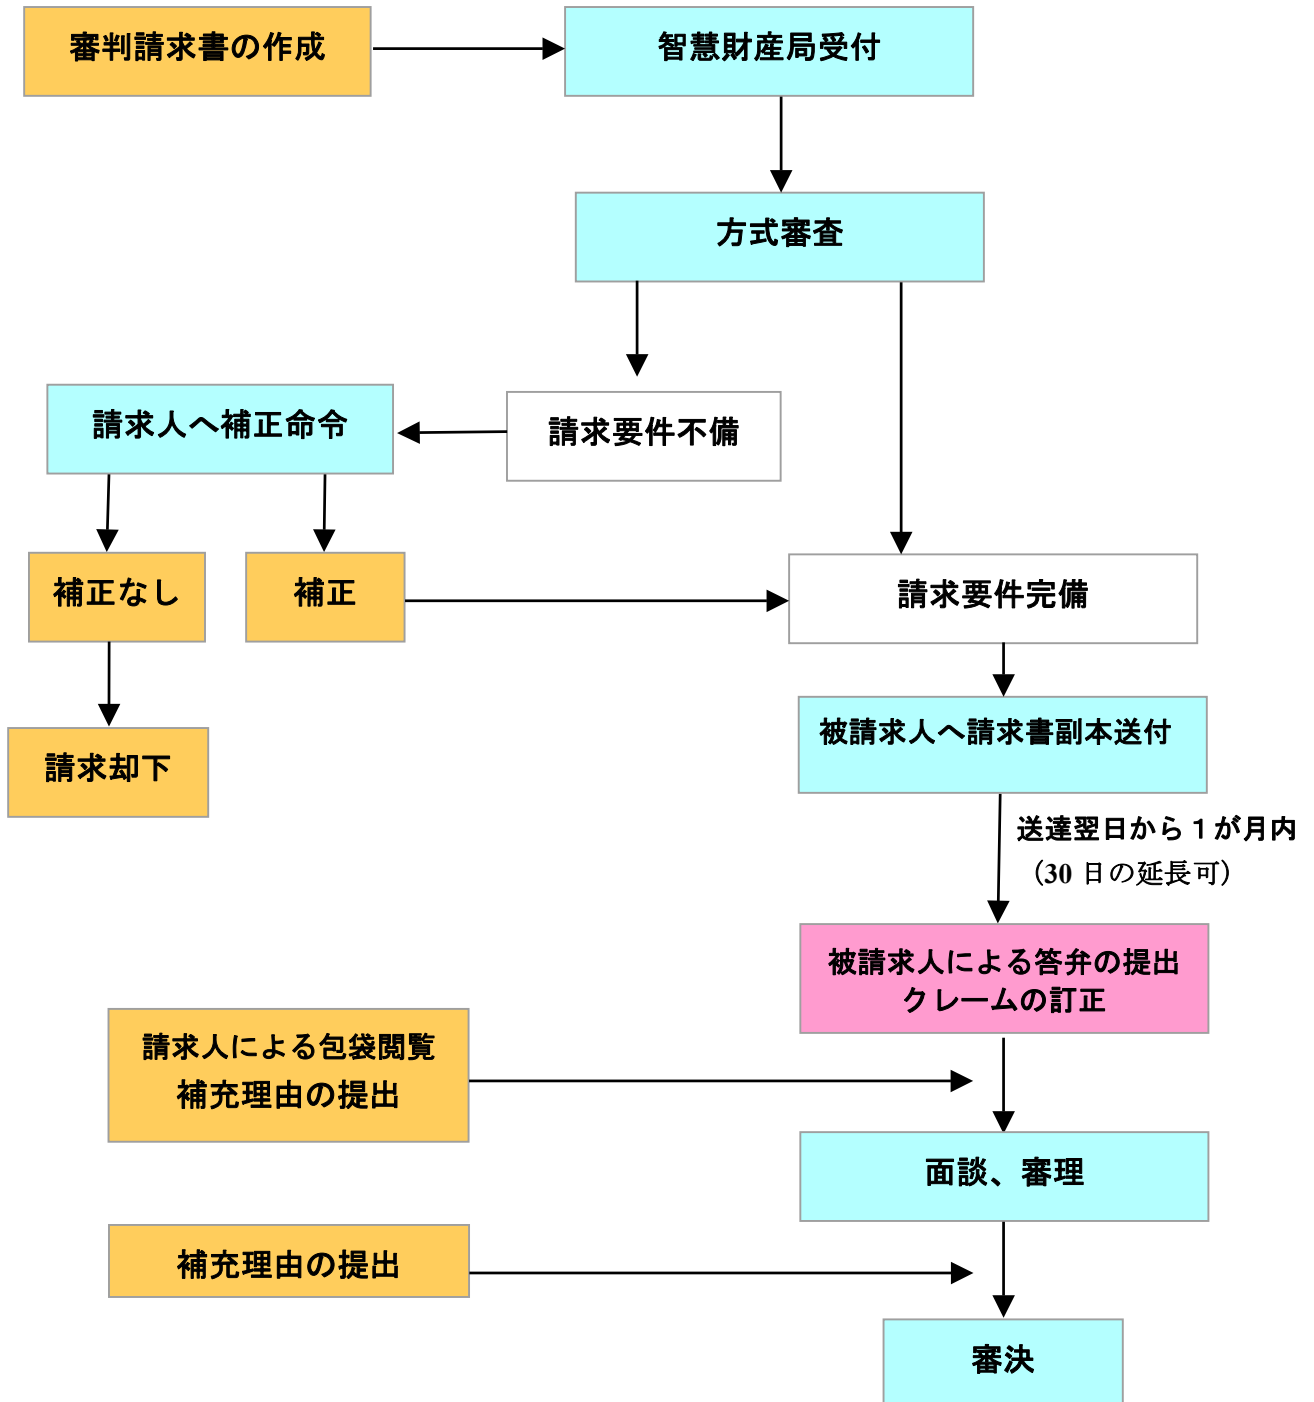 審判請求書の作成
智慧財産局受付
方式審査
請求人へ補正命令
請求要件不備
補正なし
補正
請求要件完備
請求却下
被請求人へ請求書副本送付
送達翌日から１が月内
（30 日の延長可）
被請求人による答弁の提出
クレームの訂正
請求人による包袋閲覧
補充理由の提出
面談、審理
補充理由の提出
審決